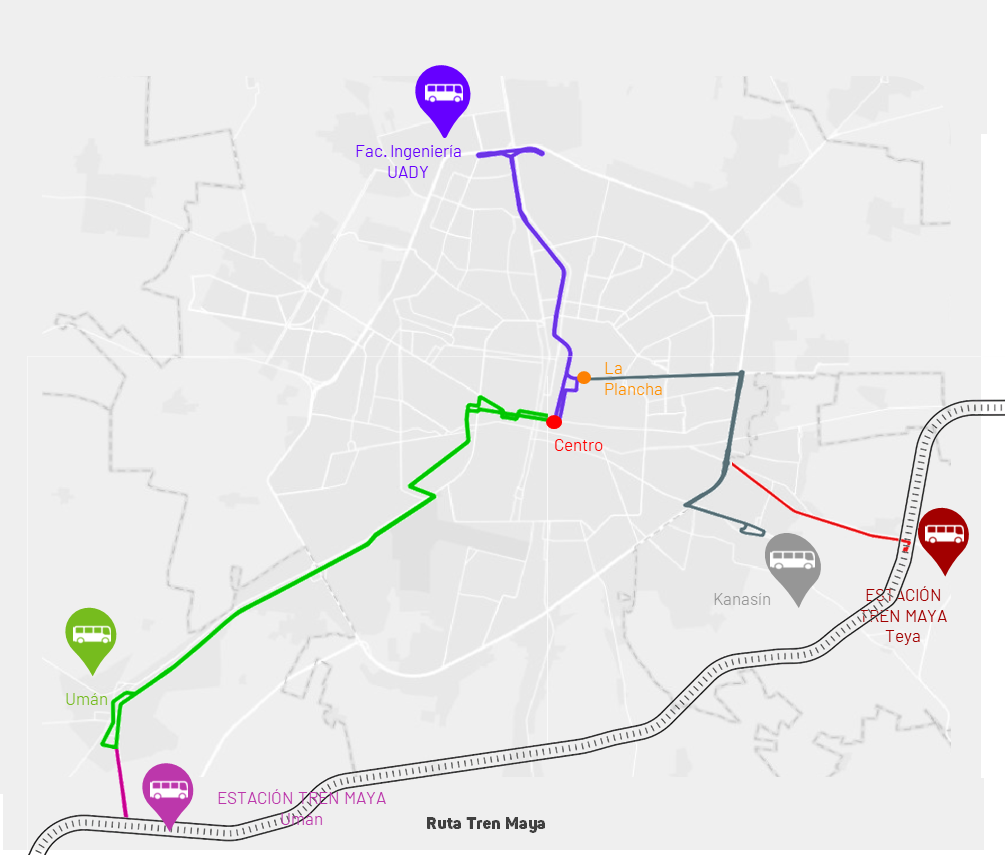 Fac. Ingeniería
UADY
La
Plancha
Centro
Kanasín
ESTACIÓN
TREN MAYA
Teya
Umán
ESTACIÓN TREN MAYA
Umán
Ruta Tren Maya